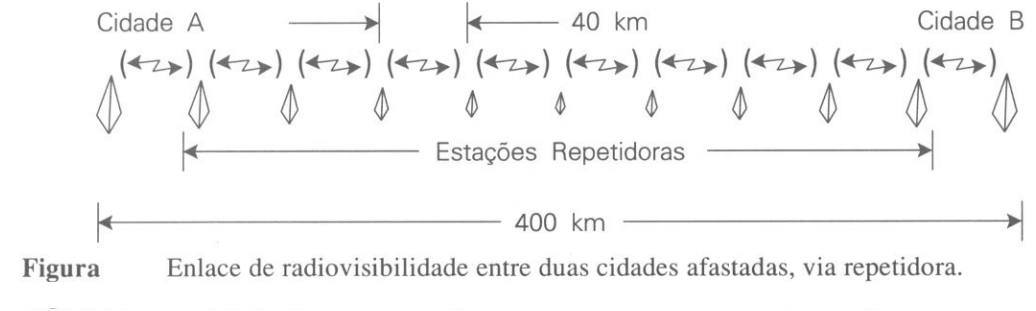 Cidade A 40 km Cidade B
Estações Repetidoras
400 km
Figura Enlace de radiovisibilidade entre duas cidades afastadas, via repetidora.